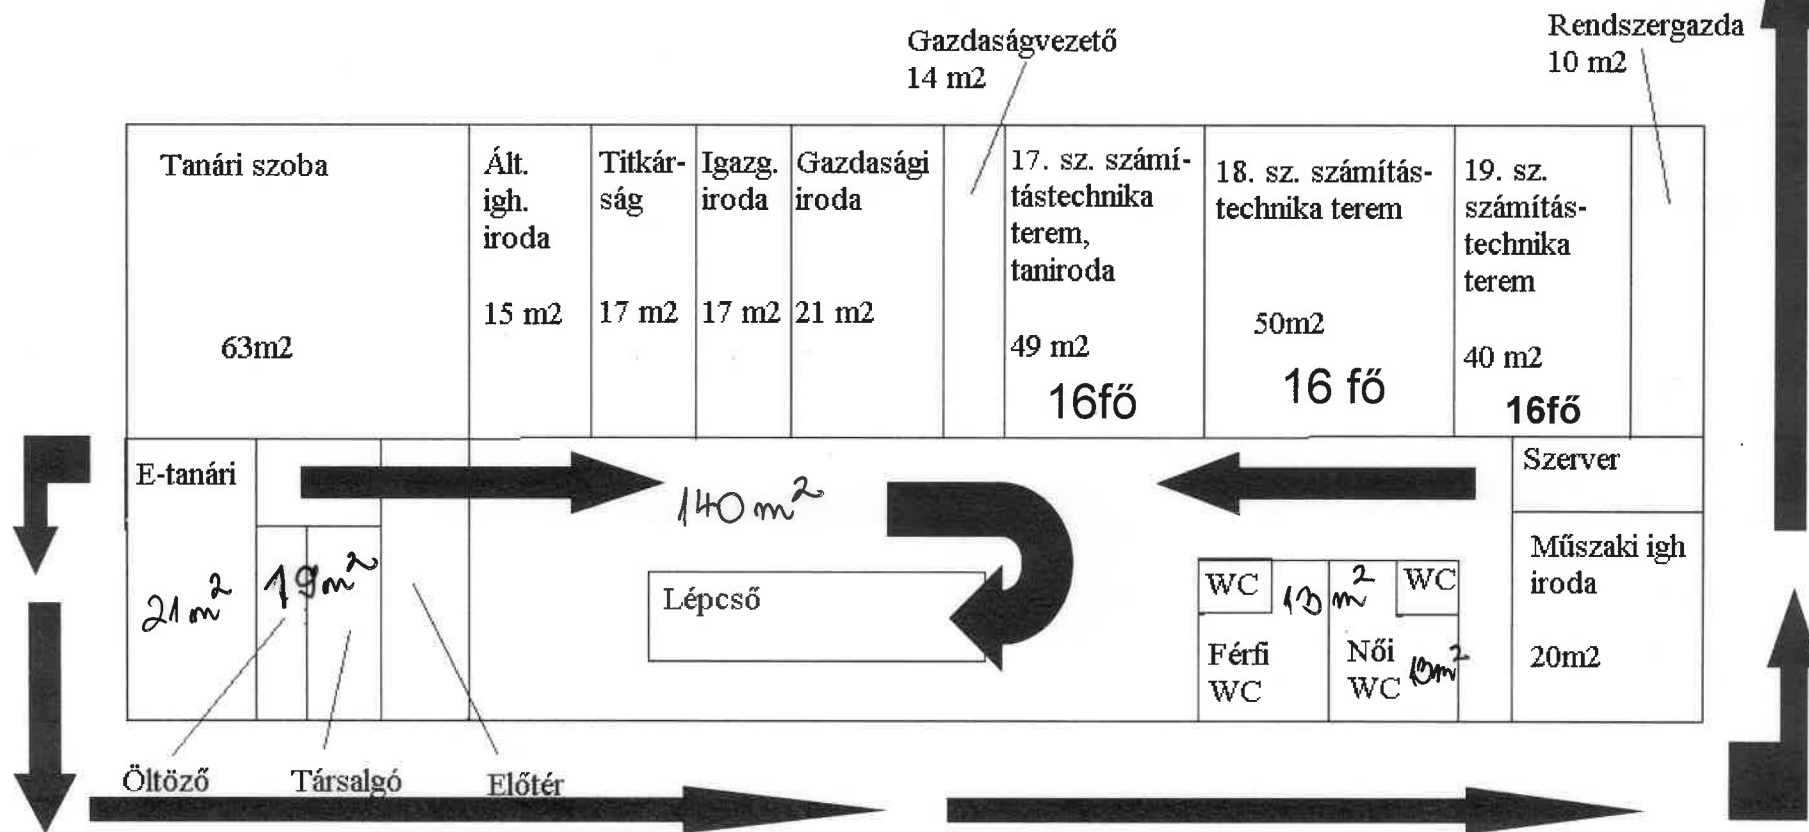 Gazdaságvezető
14 m2
Rendszergazda
10 m2
Tanári szoba
63m2
Ált.
igh.
iroda
15 m2
Titkár-
ság
17 m2
Igazg.
iroda
17 m2
Gazdasági
iroda
21 m2
17. sz. számí-
tástechnika
terem,
taniroda
49 m2
16fő
18. sz. számítás-
technika terem
50m2
16 fő
19. sz.
számítás-
technika
terem
40 m2
16fő
E-tanári
21 m²
19 m²
140 m²
Lépcső
WC
13 m²
WC
Férfi
WC
Női
WC
13m²
Szerver
Műszaki igh
iroda
20m2
Öltöző
Társalgó
Előtér